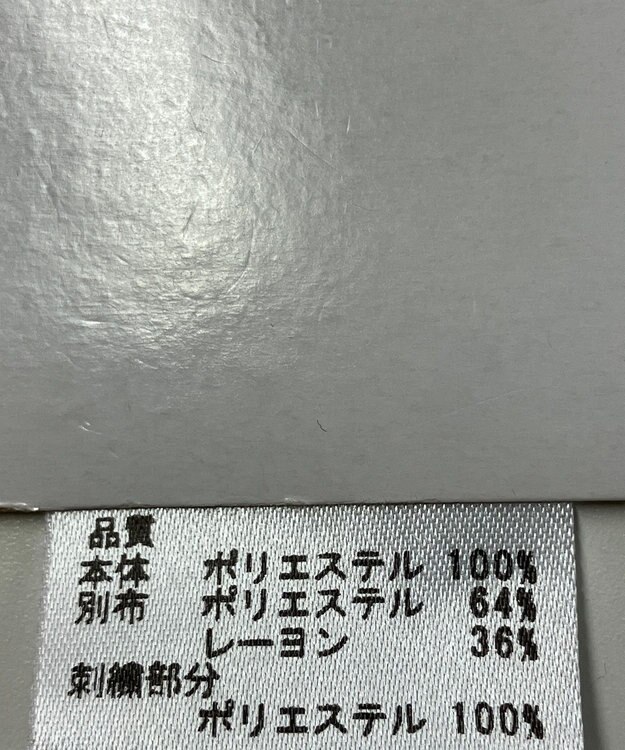 品質
本体 ポリエステル 100%
別布 ポリエステル 64%
レーヨン 36%
刺繍部分
ポリエステル 100%